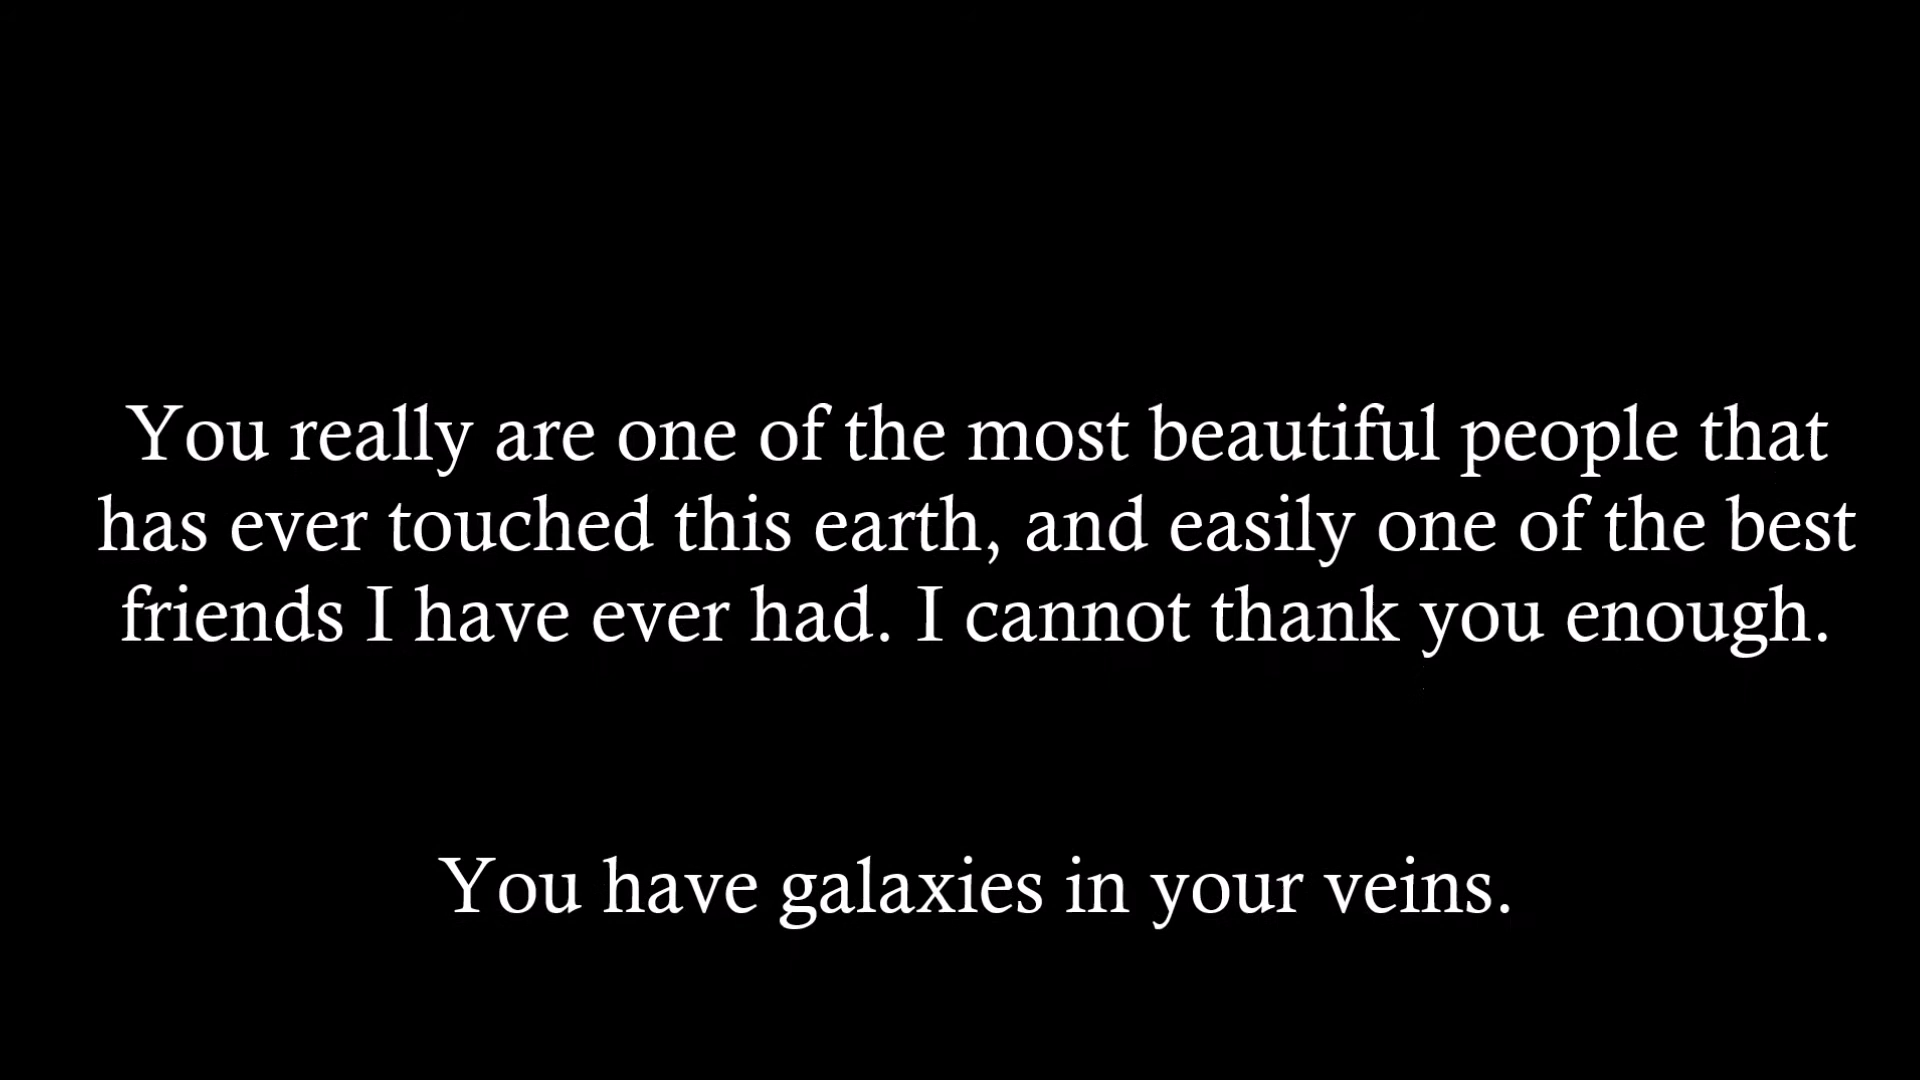 You really are one of the most beautiful people that
has ever touched this earth, and easily one of the best
friends I have ever had. I cannot thank you enough.
You have galaxies in your veins.